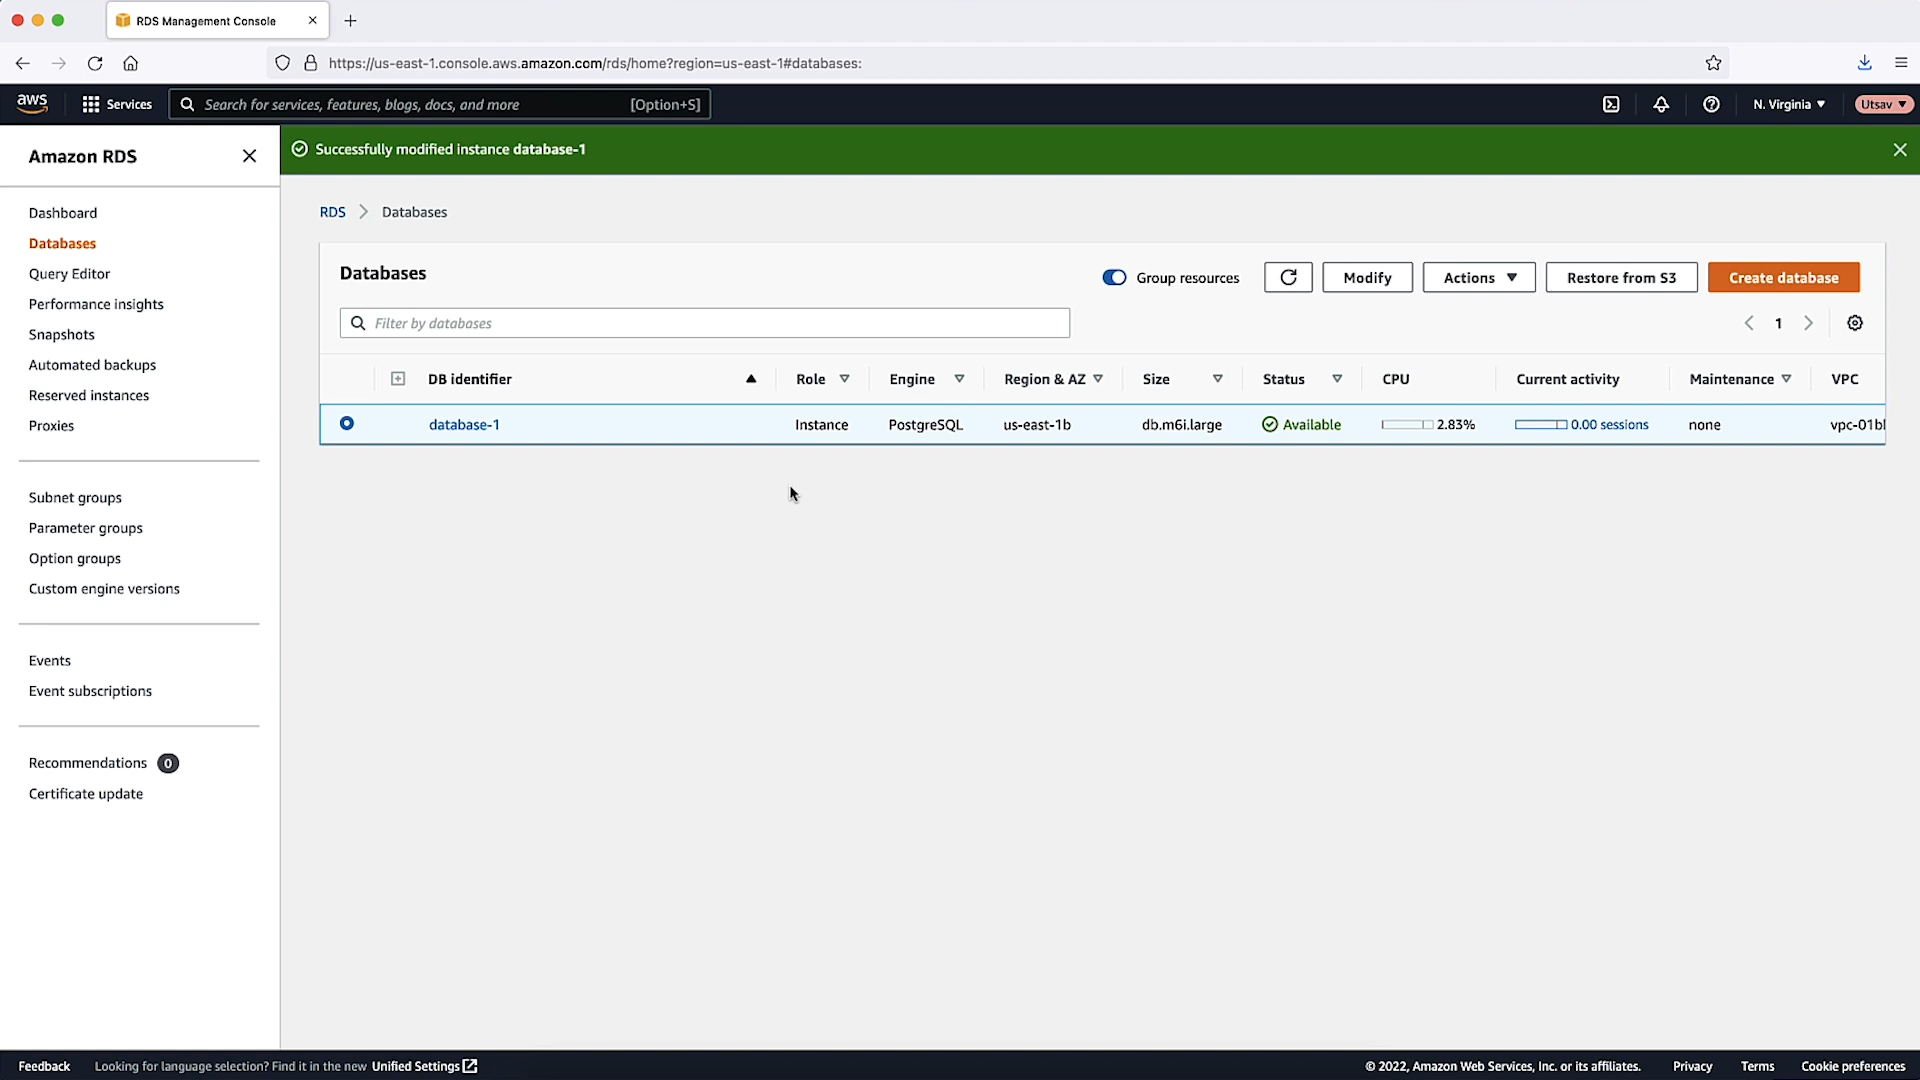 RDS Management Console
https://us-east-1.console.aws.amazon.com/rds/home?region=us-east-1#databases:
aws Services Search for services, features, blogs, docs, and more [Option+S] N. Virginia Utsav
Amazon RDS
Successfully modified instance database-1
Dashboard
Databases
Query Editor
Performance insights
Snapshots
Automated backups
Reserved instances
Proxies
Subnet groups
Parameter groups
Option groups
Custom engine versions
Events
Event subscriptions
Recommendations 0
Certificate update
RDS > Databases
Databases
Group resources Modify Actions Restore from S3 Create database
Filter by databases 1
DB identifier Role Engine Region & AZ Size Status CPU Current activity Maintenance VPC
database-1 Instance PostgreSQL us-east-1b db.m6i.large Available 2.83% 0.00 sessions none vpc-01b
Feedback Looking for language selection? Find it in the new Unified Settings © 2022, Amazon Web Services, Inc. or its affiliates. Privacy Terms Cookie preferences